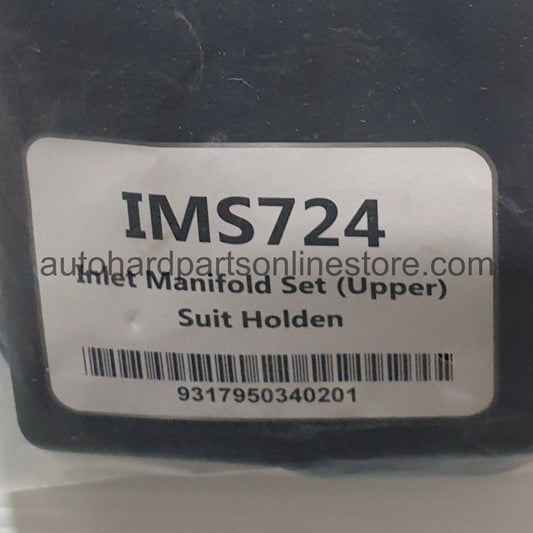 IMS724
autohardpartsonlinestore.com
Inlet Manifold Set (Upper)
Suit Holden
9317950340201